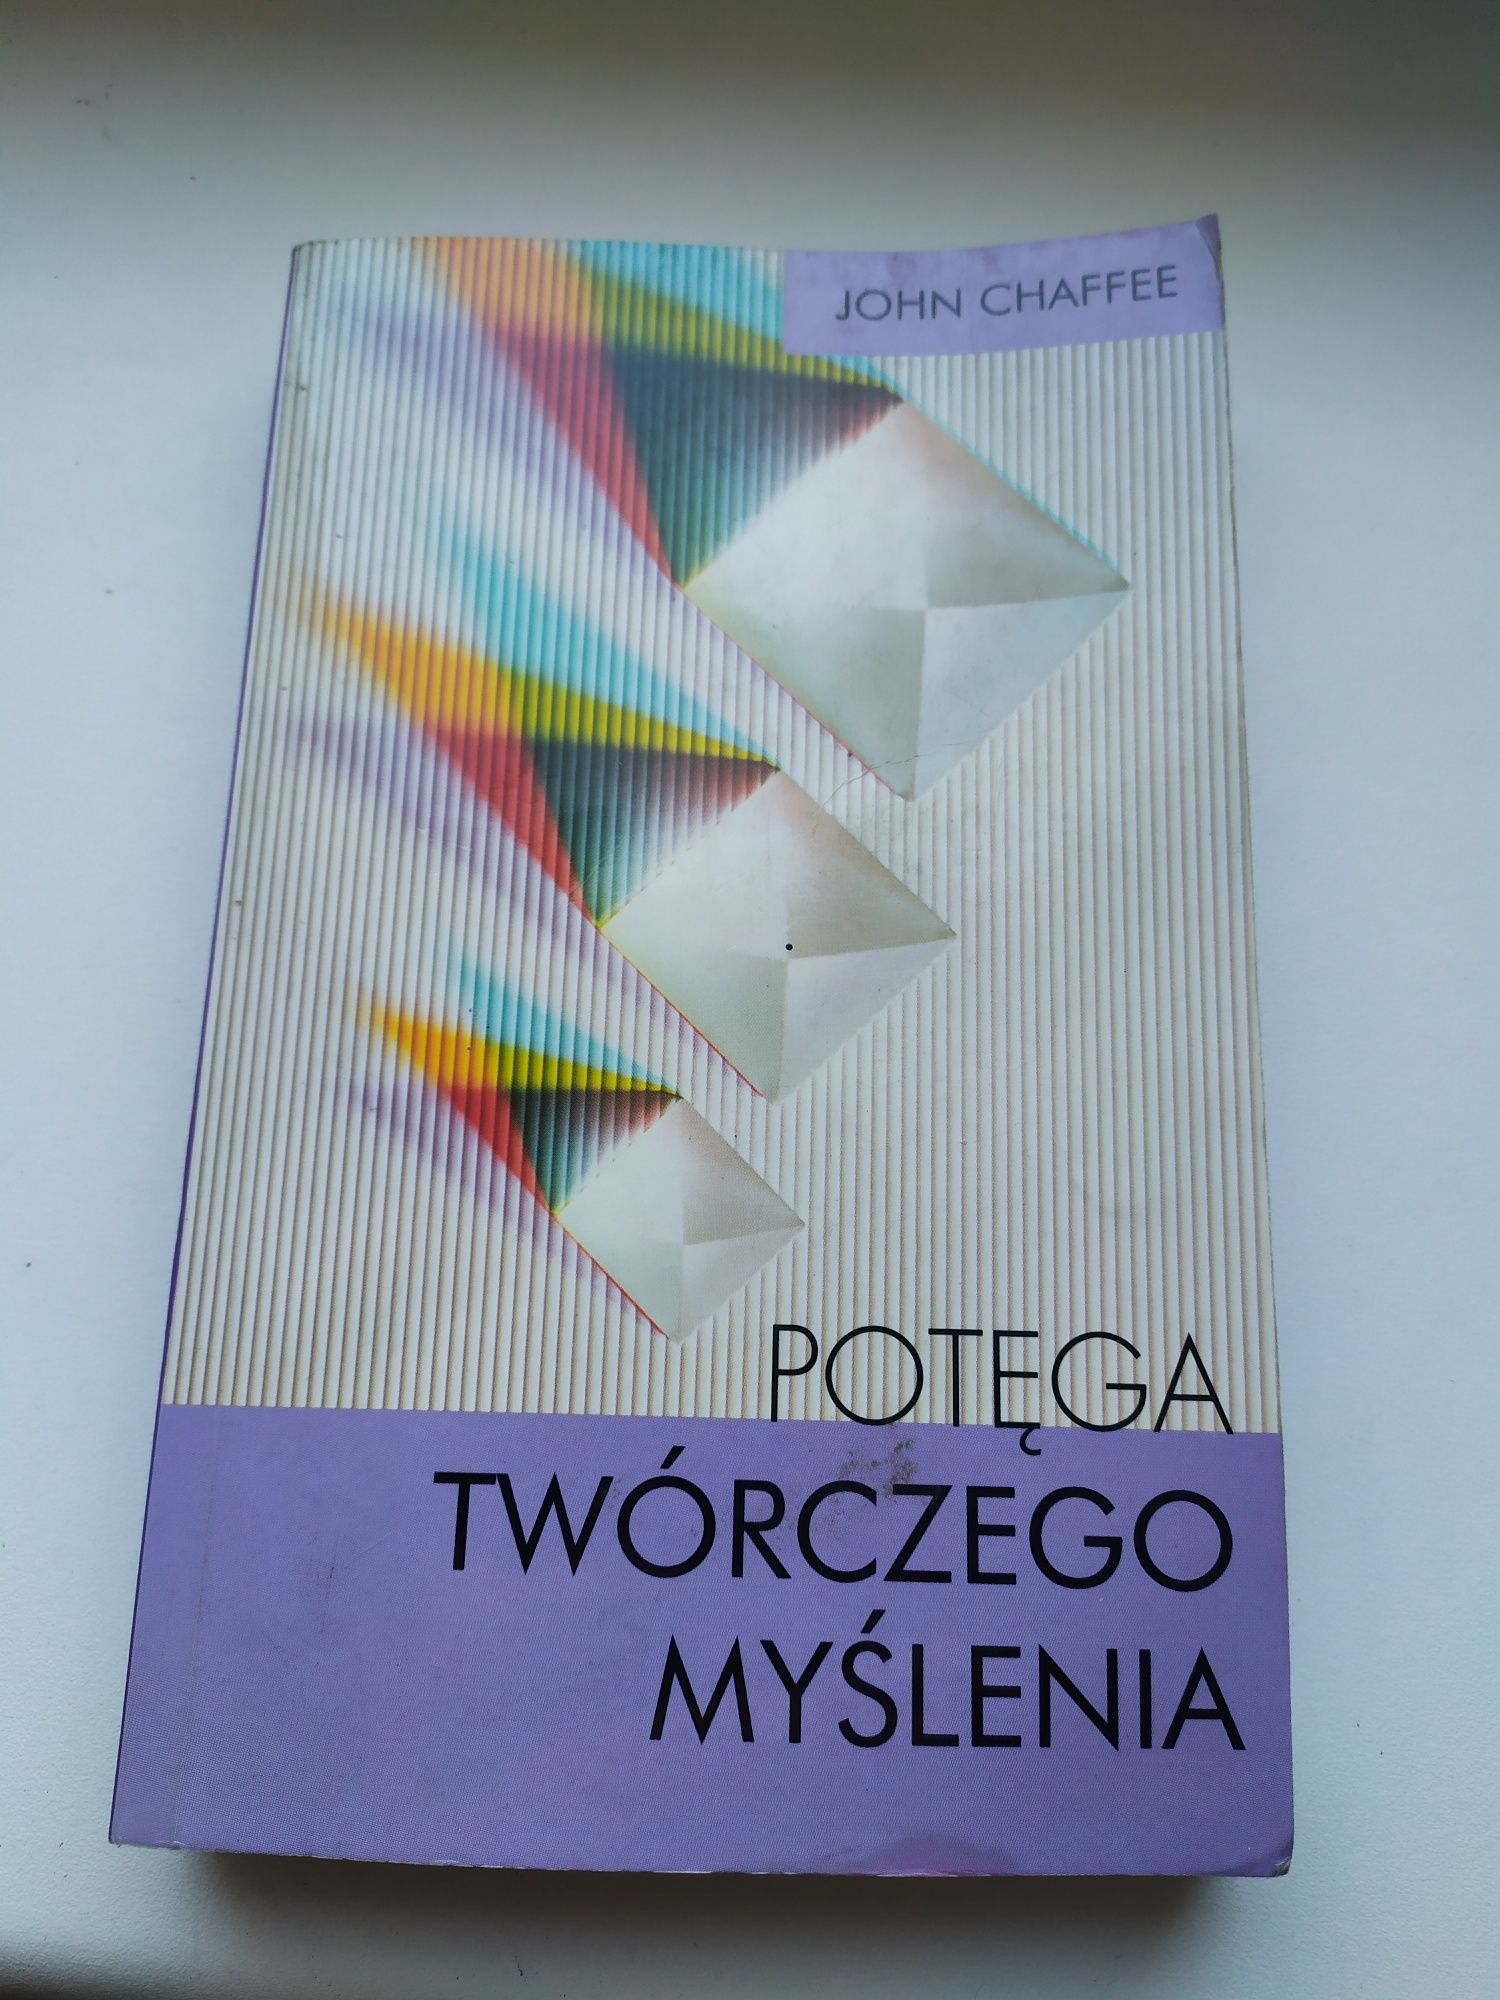 JOHN CHAFFEE
POTĘGA
TWÓRCZEGO
MYŚLENIA